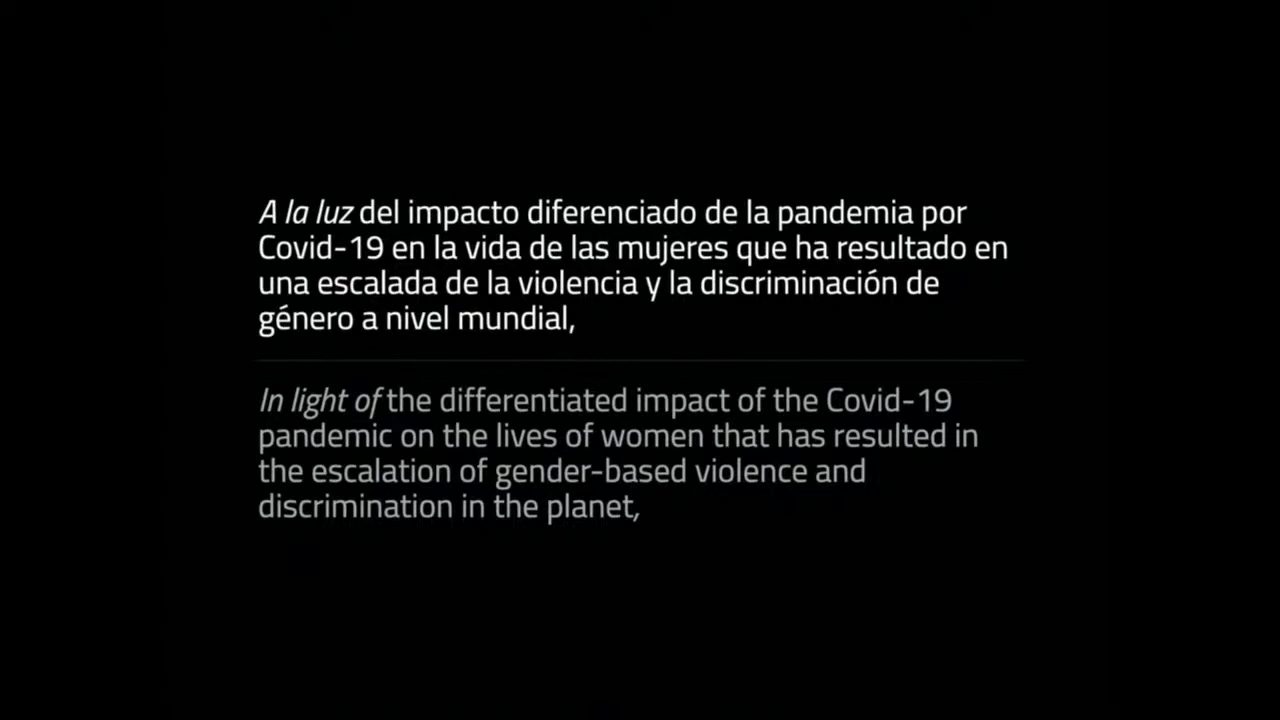 A la luz del impacto diferenciado de la pandemia por
Covid-19 en la vida de las mujeres que ha resultado en
una escalada de la violencia y la discriminación de
género a nivel mundial,
In light of the differentiated impact of the Covid-19
pandemic on the lives of women that has resulted in
the escalation of gender-based violence and
discrimination in the planet,